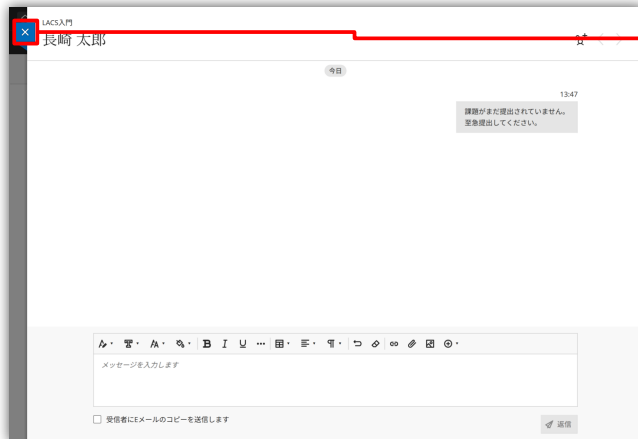 LACS入門
長崎 太郎
今日
13:47
課題がまだ提出されていません。
至急提出してください。
メッセージを入力します
受信者にEメールのコピーを送信します
返信